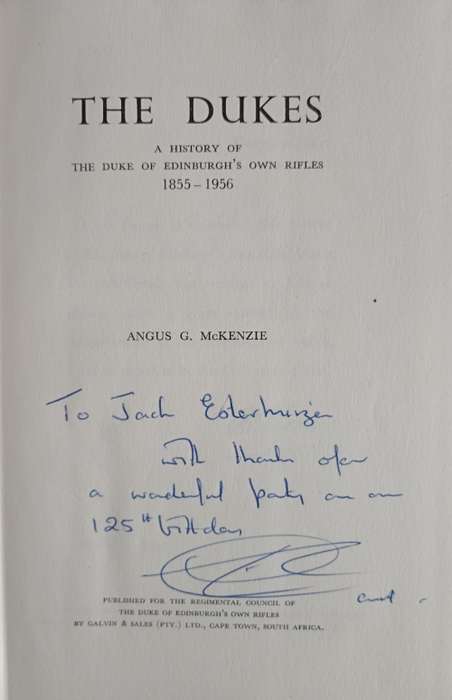 THE DUKES
A HISTORY OF
THE DUKE OF EDINBURGH'S OWN RIFLES
1855 – 1956
ANGUS G. McKENZIE
To Jack Esterhuizen
with thanks
a wonderful party on our
125th birthday
PUBLISHED FOR THE REGIMENTAL COUNCIL OF
THE DUKE OF EDINBURGH'S OWN RIFLES
BY GALVIN & SALES (PTY.) LTD., CAPE TOWN, SOUTH AFRICA.